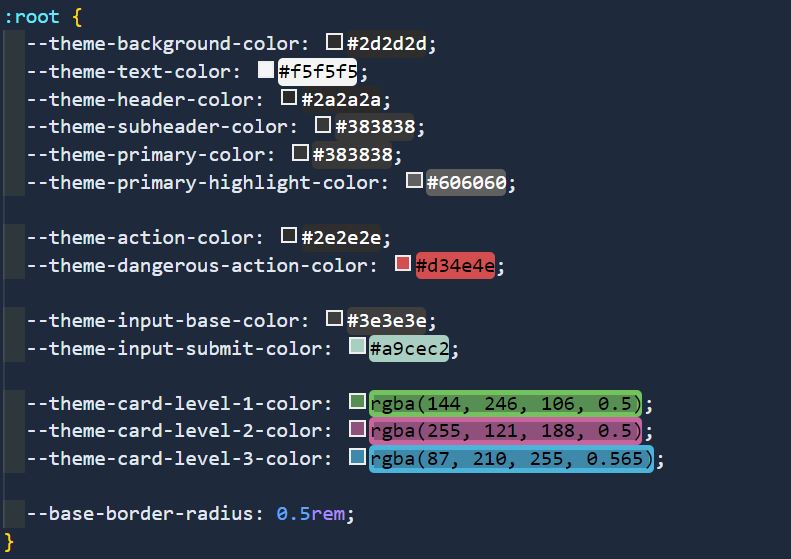 :root {
--theme-background-color: #2d2d2d;
--theme-text-color: #f5f5f5;
--theme-header-color: #2a2a2a;
--theme-subheader-color: #383838;
--theme-primary-color: #383838;
--theme-primary-highlight-color: #606060;
--theme-action-color: #2e2e2e;
--theme-dangerous-action-color: #d34e4e;
--theme-input-base-color: #3e3e3e;
--theme-input-submit-color: #a9cec2;
--theme-card-level-1-color: rgba(144, 246, 106, 0.5);
--theme-card-level-2-color: rgba(255, 121, 188, 0.5);
--theme-card-level-3-color: rgba(87, 210, 255, 0.565);
--base-border-radius: 0.5rem;
}